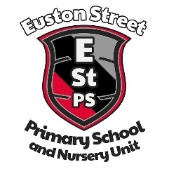 Euston Street
E
St
PS
Primary School
and Nursery Unit